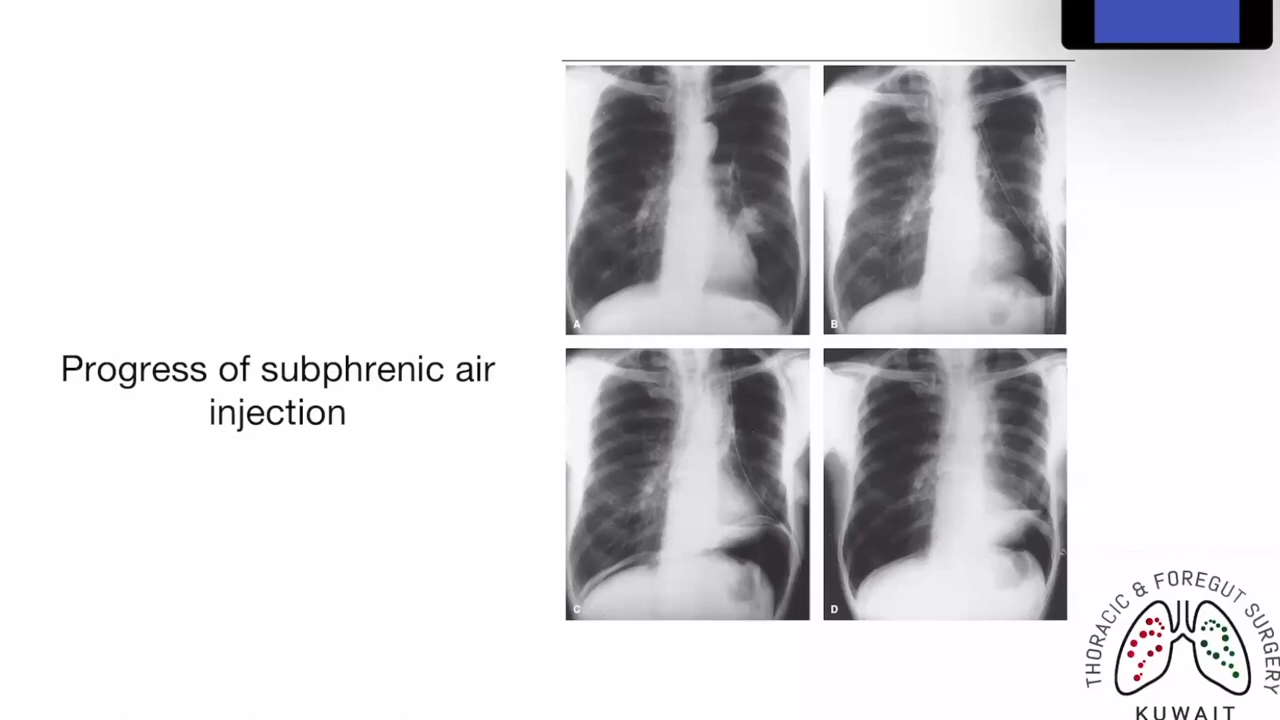 Progress of subphrenic air
injection
A
B
C
D
THORACIC & FOREGUT SURGERY
KUWAIT